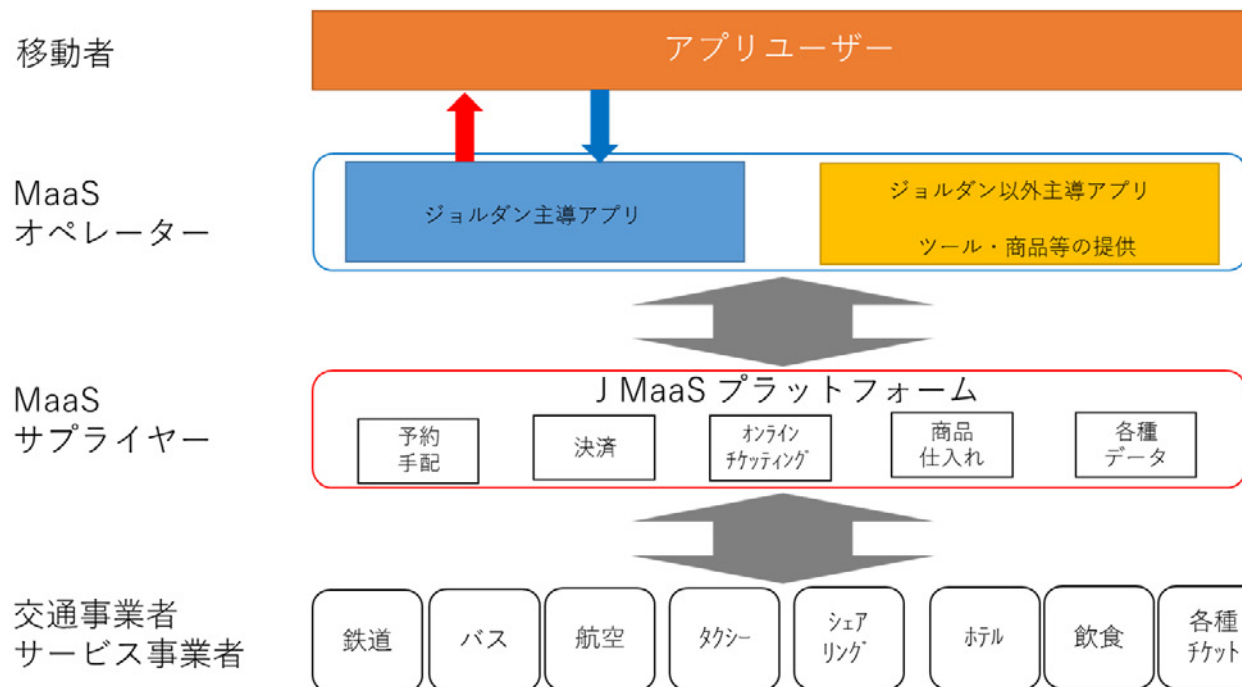 移動者
アプリユーザー
MaaS
オペレーター
ジョルダン主導アプリ
ジョルダン以外主導アプリ
ツール・商品等の提供
MaaS
サプライヤー
J MaaS プラットフォーム
予約
手配
決済
ｵﾝﾗｲﾝ
ﾁｹｯﾃｨﾝｸﾞ
商品
仕入れ
各種
データ
交通事業者
サービス事業者
鉄道
バス
航空
ﾀｸｼｰ
ｼｪｱ
ﾘﾝｸﾞ
ﾎﾃﾙ
飲食
各種
ﾁｹｯﾄ